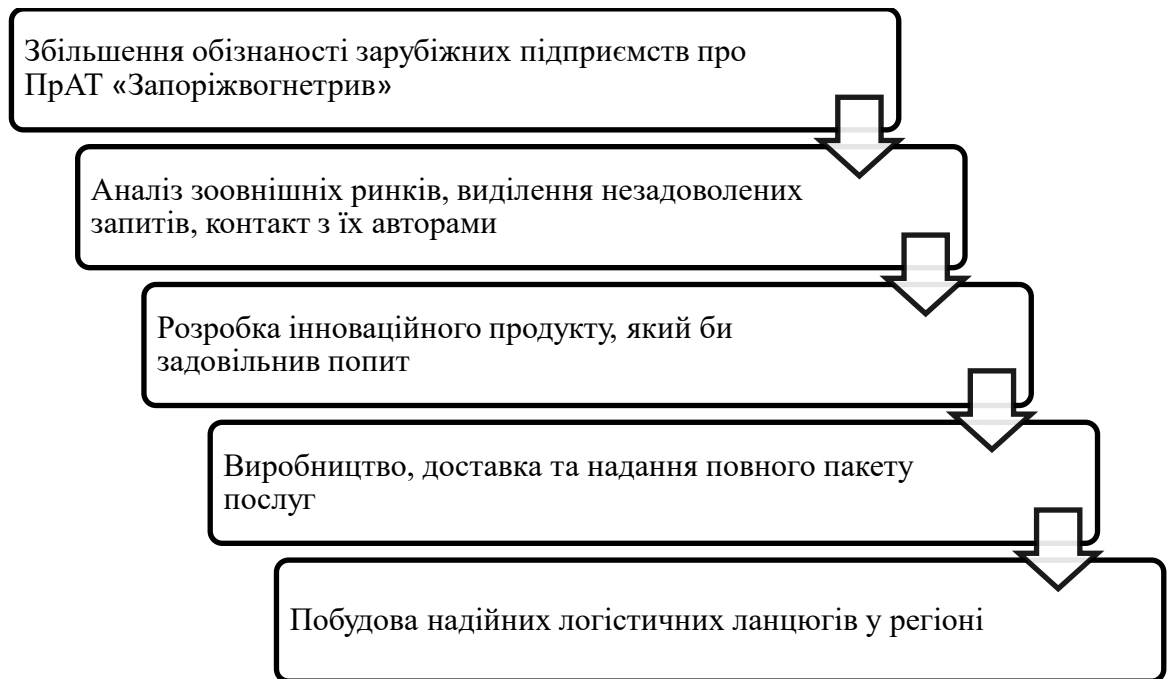 Збільшення обізнаності зарубіжних підприємств про
ПрАТ «Запоріжвогнетрив»
Аналіз зоовнішніх ринків, виділення незадоволених
запитів, контакт з їх авторами
Розробка інноваційного продукту, який би
задовільнив попит
Виробництво, доставка та надання повного пакету
послуг
Побудова надійних логістичних ланцюгів у регіоні